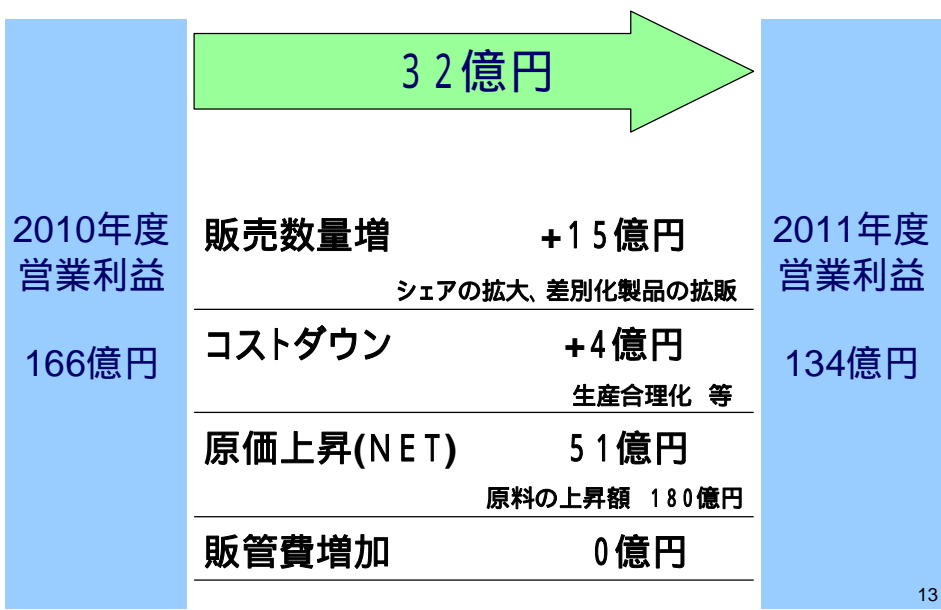 32億円
2010年度
営業利益
166億円
販売数量増 +15億円
シェアの拡大、差別化製品の拡販
コストダウン +4億円
生産合理化 等
原価上昇(NET) 51億円
原料の上昇額 180億円
販管費増加 0億円
2011年度
営業利益
134億円
13